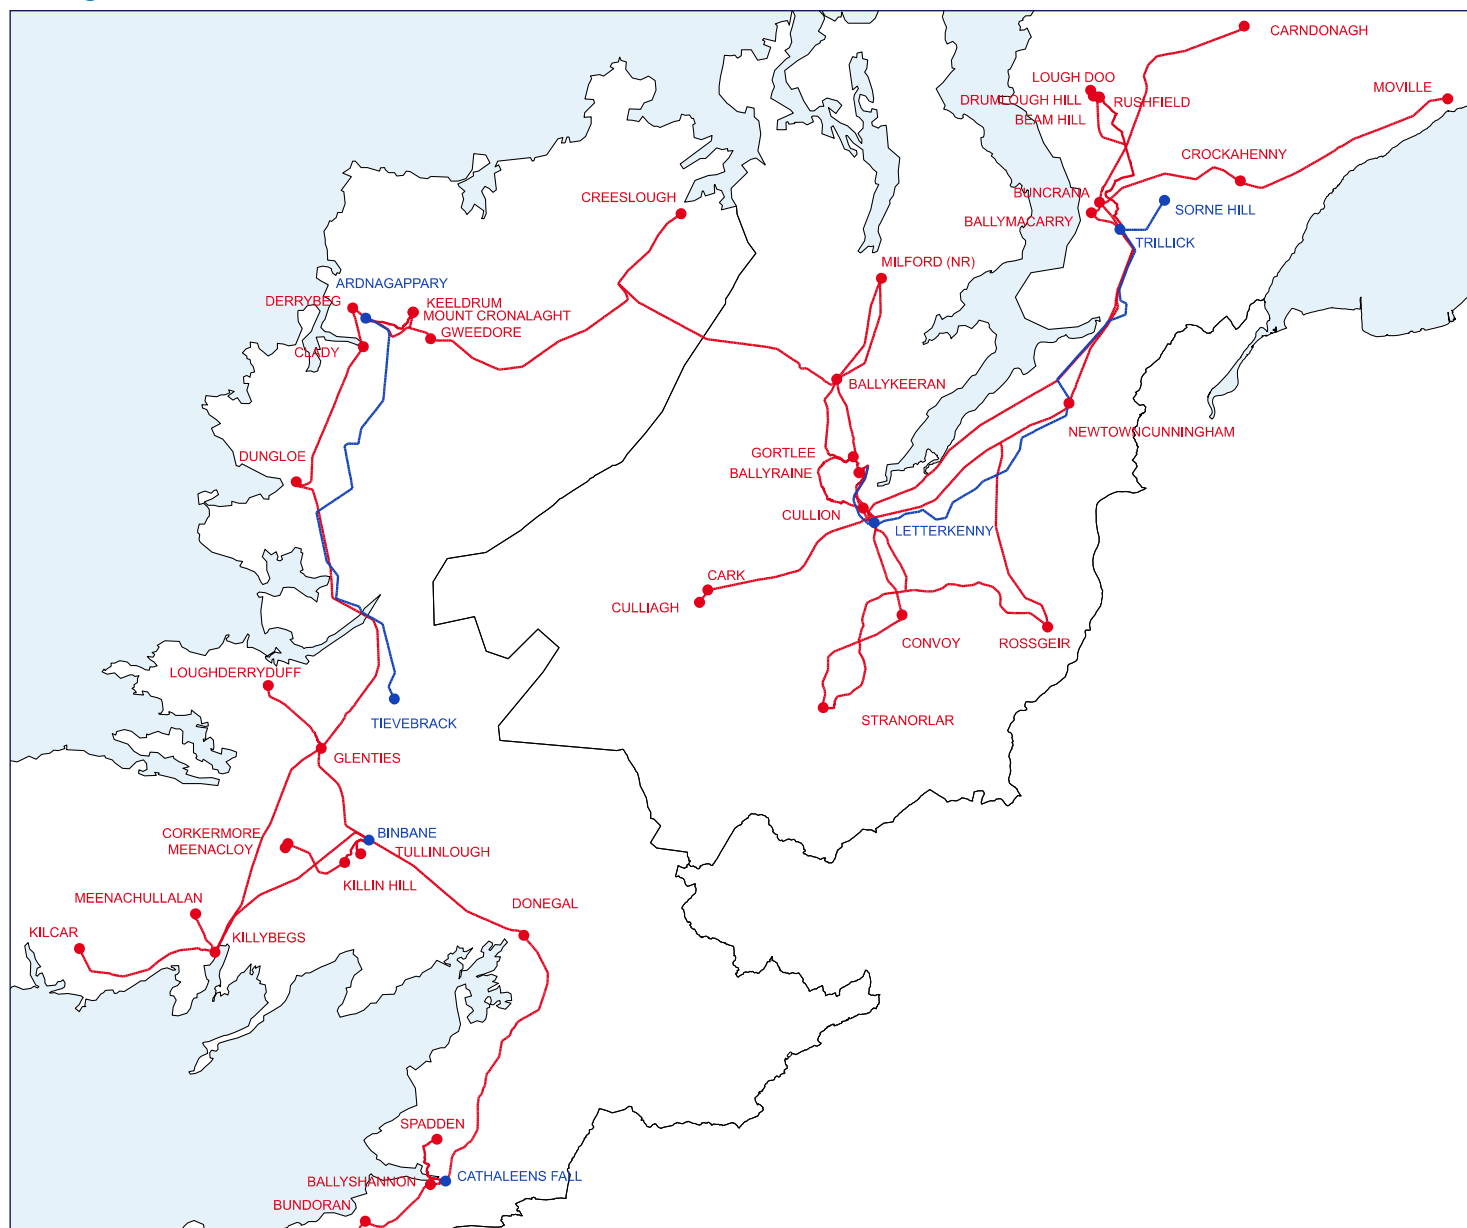 CARNDONAGH
LOUGH DOO
MOVILLE
DRUMLOUGH HILL
RUSHFIELD
BEAM HILL
CROCKAHENNY
CREESLOUGH
BUNCRANA
SORNE HILL
BALLYMACARRY
TRILLICK
MILFORD (NR)
ARDNAGAPPARY
DERRYBEG
KEELDRUM
MOUNT CRONALAGHT
GWEEDORE
CLADY
BALLYKEERAN
NEWTOWNCUNNINGHAM
DUNGLOE
GORTLEE
BALLYRAINE
CULLION
LETTERKENNY
CARK
CULLIAGH
CONVOY
ROSSGEIR
LOUGHDERRYDUFF
TIEVEBRACK
STRANORLAR
GLENTIES
CORKERMORE
BINBANE
MEENACLOY
TULLINLOUGH
KILLIN HILL
MEENACHULLALAN
DONEGAL
KILCAR
KILLYBEGS
SPADDEN
CATHALEENS FALL
BALLYSHANNON
BUNDORAN